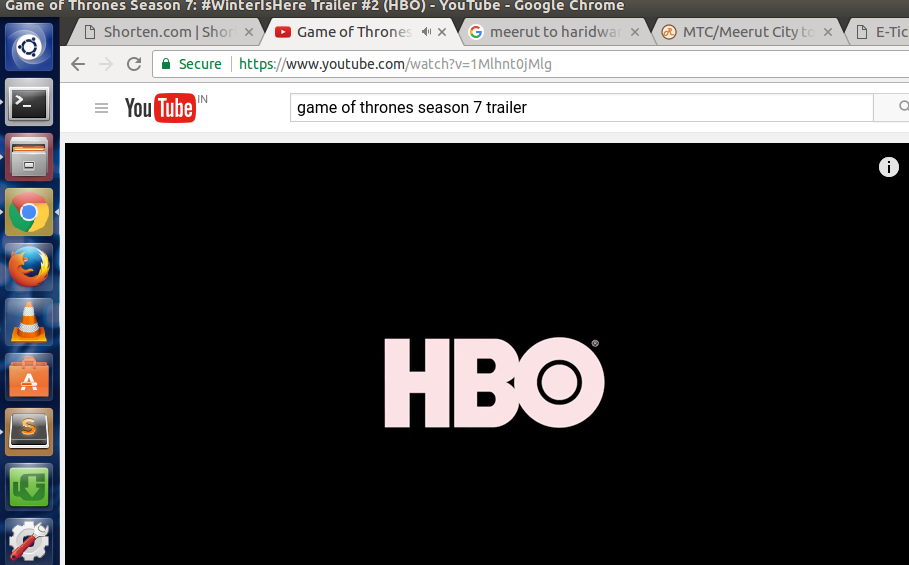 Game of Thrones Season 7: #WinterIsHere Trailer #2 (HBO) - YouTube - Google Chrome
Shorten.com | Shor
Game of Thrones
meerut to haridwar
MTC/Meerut City to
E-Tic
Secure
https://www.youtube.com/watch?v=1Mlhnt0jMlg
YouTube IN
game of thrones season 7 trailer
i
HBO®
>_
A
S